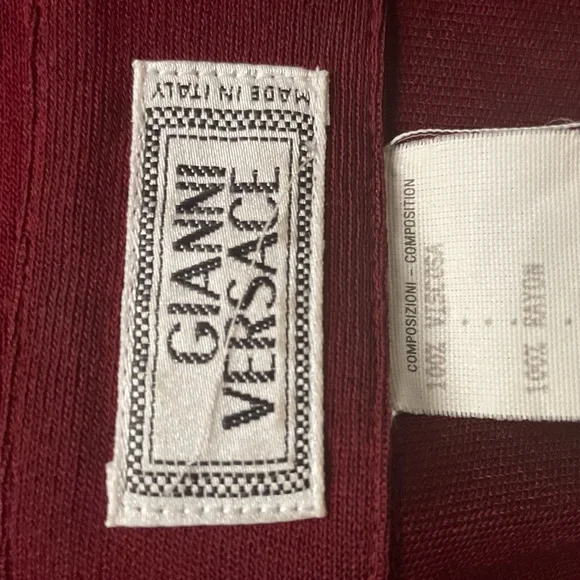 GIANNI
VERSACE
MADE IN ITALY
COMPOSIZIONI - COMPOSITION
100% VISCOSA
100% RAYON